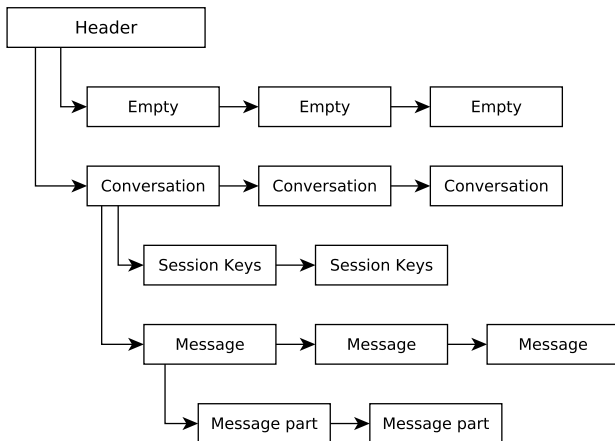 Header
Empty Empty Empty
Conversation Conversation Conversation
Session Keys Session Keys
Message Message Message
Message part Message part